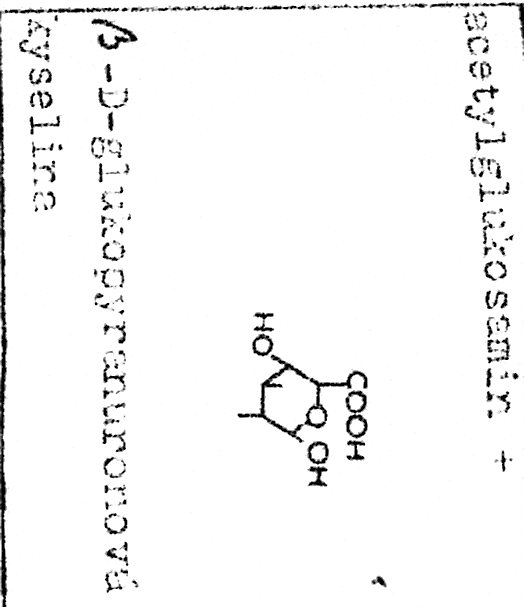 acetylglukosamin +
COOH
O
HO
OH
β-D-glukopyranuronová
kyselina